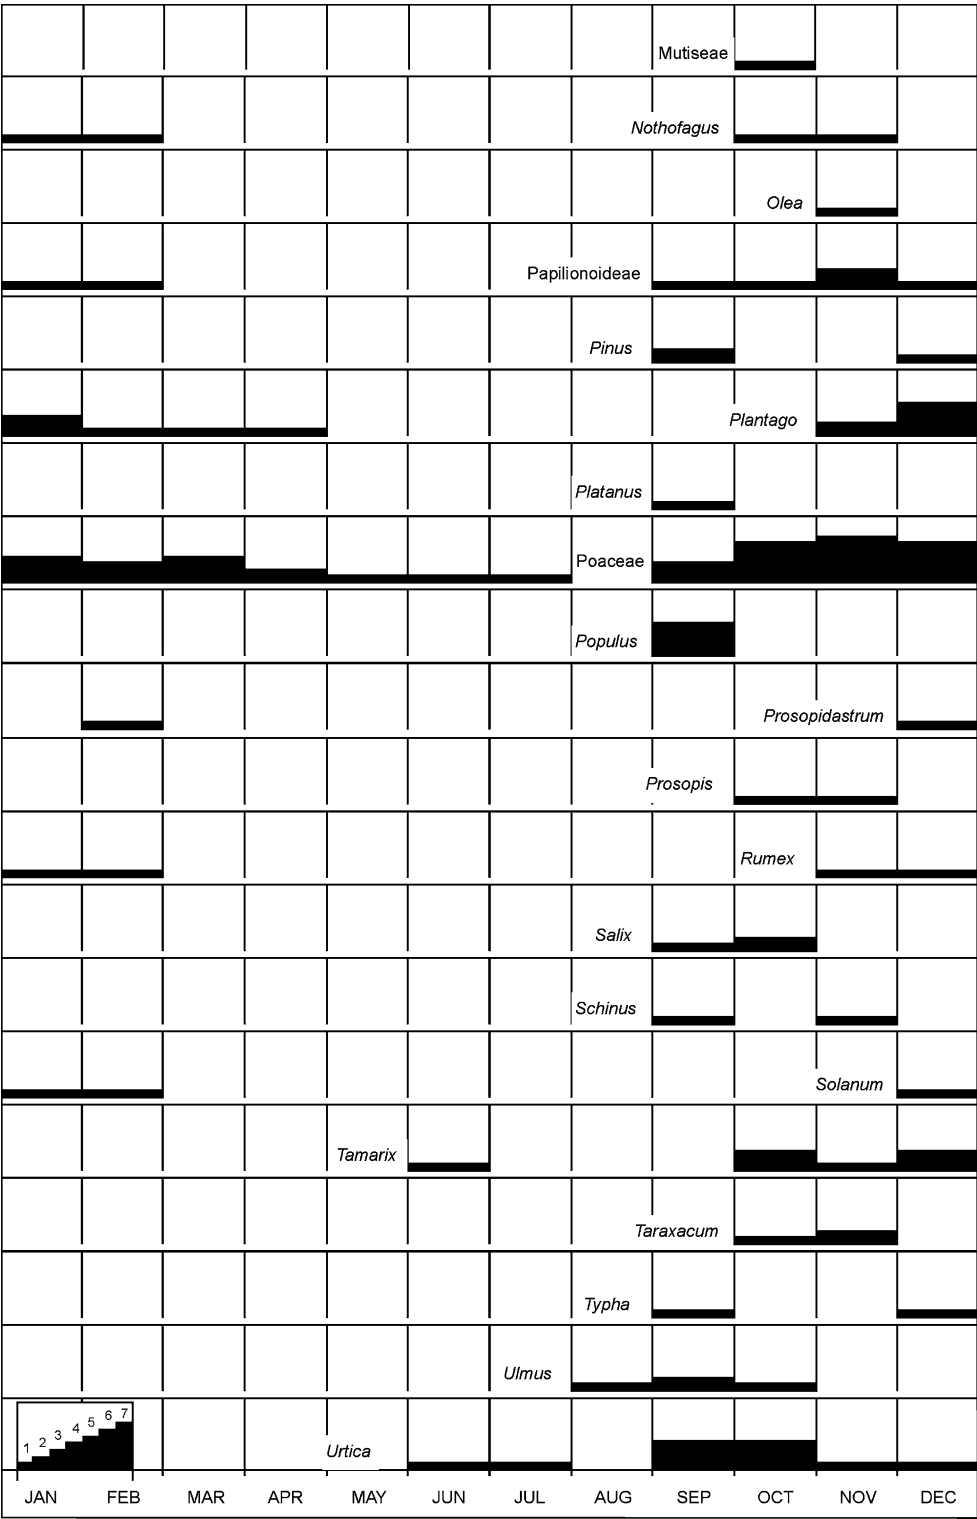 Mutiseae
Nothofagus
Olea
Papilionoideae
Pinus
Plantago
Platanus
Poaceae
Populus
Prosopidastrum
Prosopis
Rumex
Salix
Schinus
Solanum
Tamarix
Taraxacum
Typha
Ulmus
1 2 3 4 5 6 7
Urtica
JAN FEB MAR APR MAY JUN JUL AUG SEP OCT NOV DEC